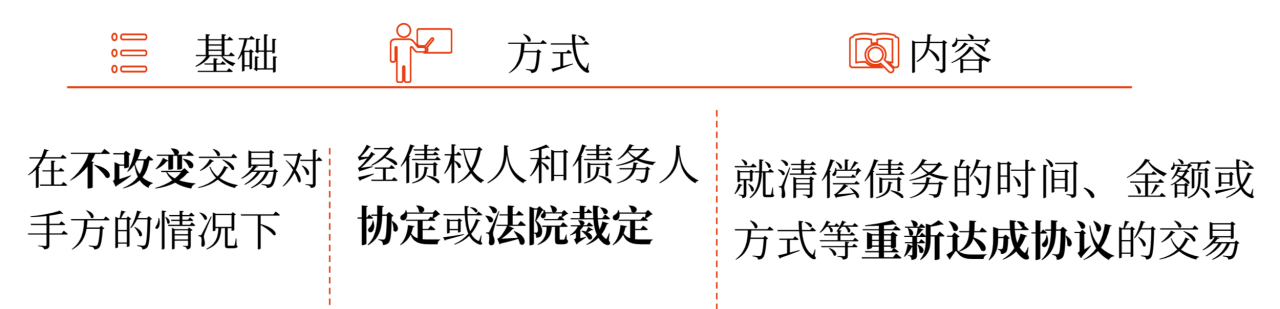 基础
方式
内容
在不改变交易对
手方的情况下
经债权人和债务人
协定或法院裁定
就清偿债务的时间、金额或
方式等重新达成协议的交易